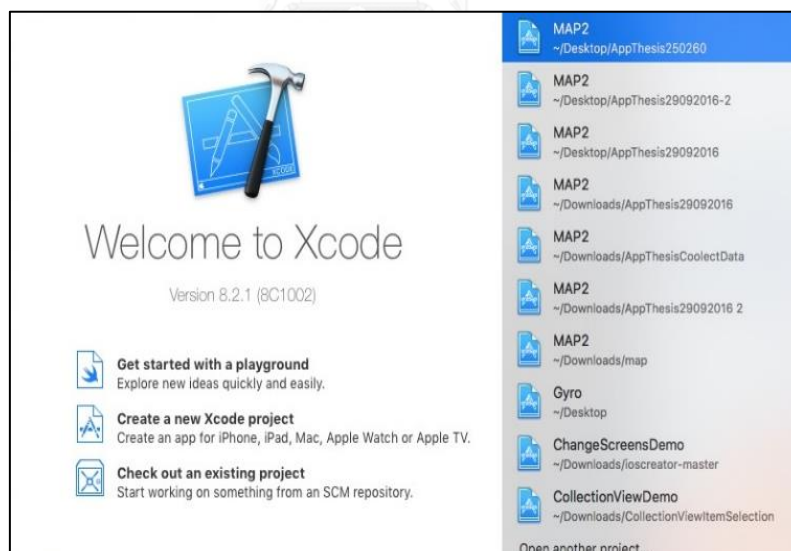 XCODE
Welcome to Xcode
Version 8.2.1 (8C1002)
Get started with a playground
Explore new ideas quickly and easily.
Create a new Xcode project
Create an app for iPhone, iPad, Mac, Apple Watch or Apple TV.
Check out an existing project
Start working on something from an SCM repository.
MAP2
~/Desktop/AppThesis250260
MAP2
~/Desktop/AppThesis29092016-2
MAP2
~/Desktop/AppThesis29092016
MAP2
~/Downloads/AppThesis29092016
MAP2
~/Downloads/AppThesisCoolectData
MAP2
~/Downloads/AppThesis29092016 2
MAP2
~/Downloads/map
Gyro
~/Desktop
ChangeScreensDemo
~/Downloads/ioscreator-master
CollectionViewDemo
~/Downloads/CollectionViewItemSelection
Open another project